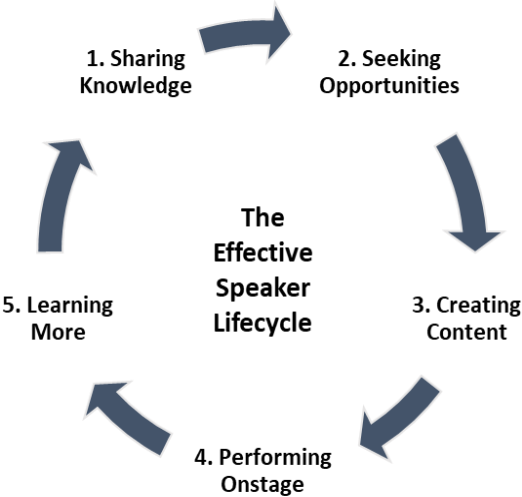 1. Sharing
Knowledge
2. Seeking
Opportunities
The
Effective
Speaker
Lifecycle
3. Creating
Content
4. Performing
Onstage
5. Learning
More